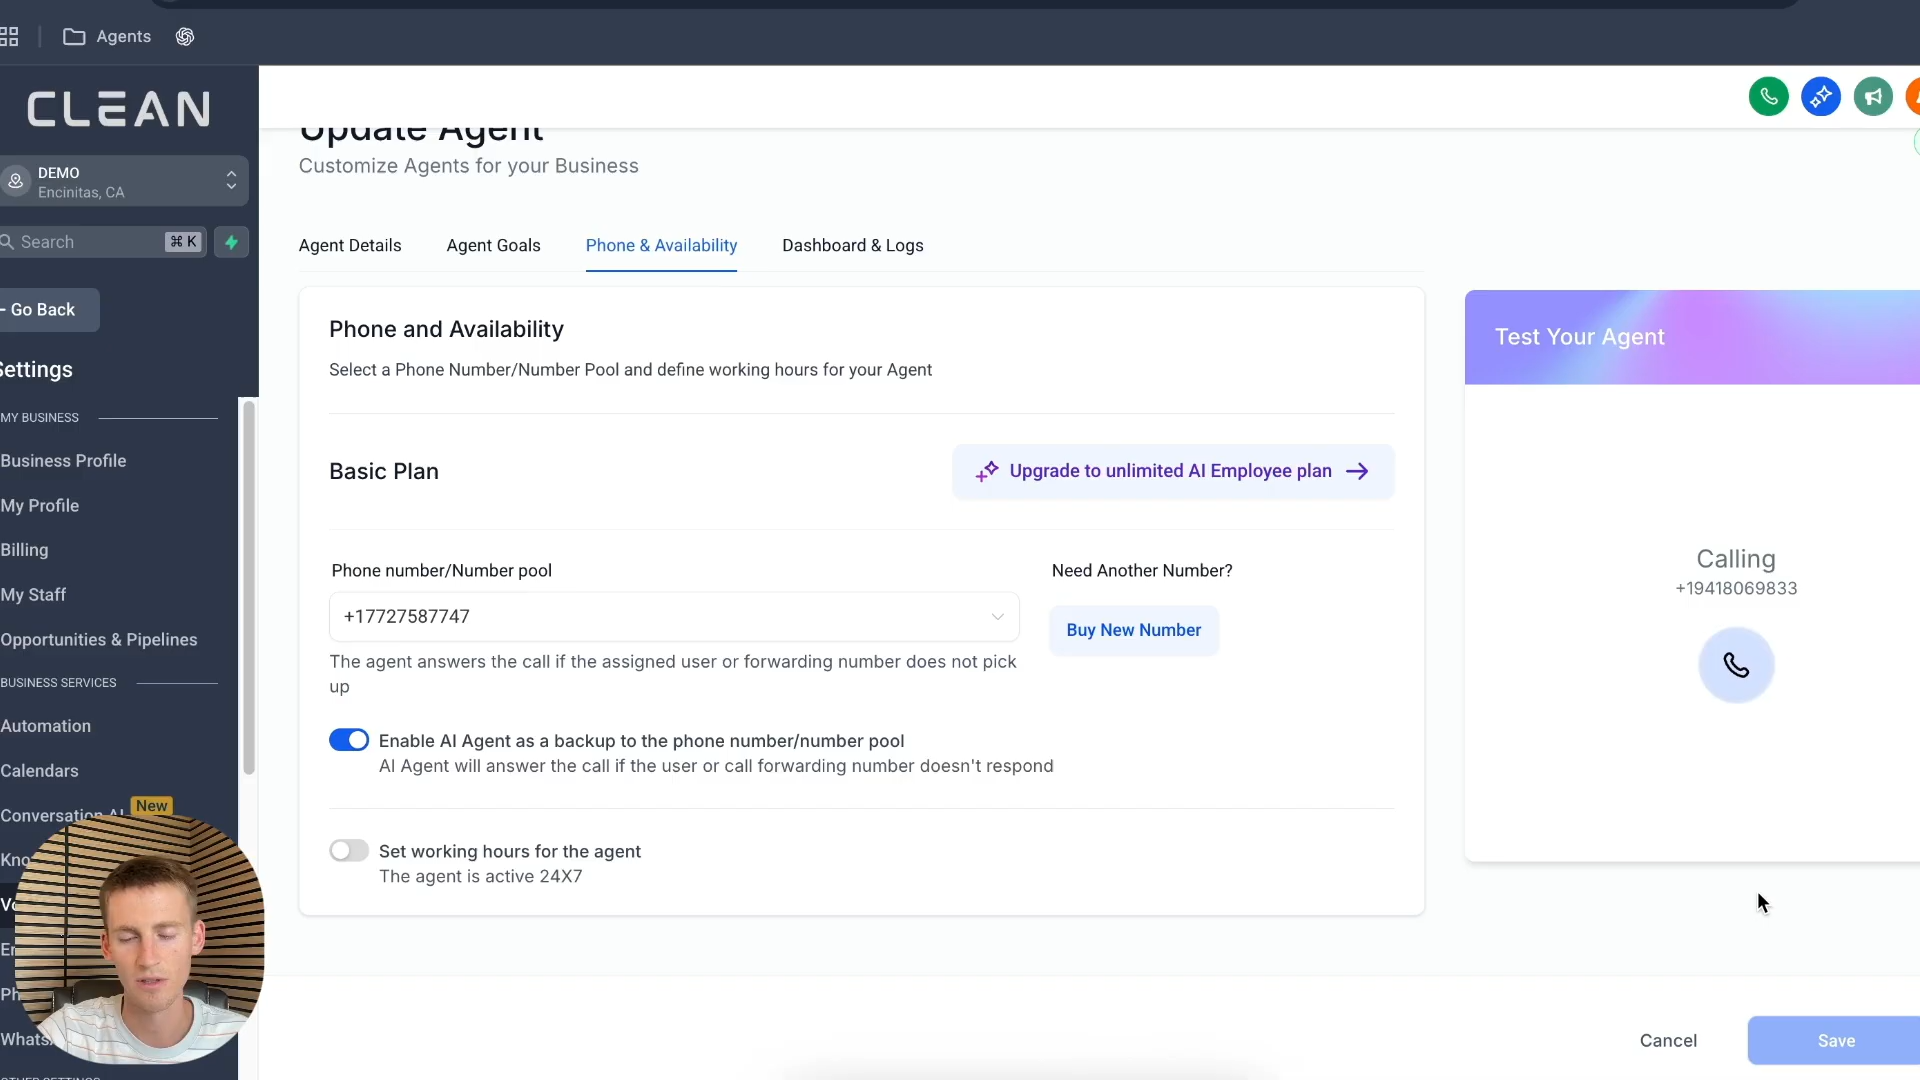 Agents
CLEAN
DEMO
Encinitas, CA
Search
⌘ K
Go Back
Settings
MY BUSINESS
Business Profile
My Profile
Billing
My Staff
Opportunities & Pipelines
BUSINESS SERVICES
Automation
Calendars
Conversation AI
New
Update Agent
Customize Agents for your Business
Agent Details
Agent Goals
Phone & Availability
Dashboard & Logs
Phone and Availability
Select a Phone Number/Number Pool and define working hours for your Agent
Basic Plan
Upgrade to unlimited AI Employee plan
Phone number/Number pool
Need Another Number?
+17727587747
Buy New Number
The agent answers the call if the assigned user or forwarding number does not pick
up
Enable AI Agent as a backup to the phone number/number pool
AI Agent will answer the call if the user or call forwarding number doesn't respond
Set working hours for the agent
The agent is active 24X7
Test Your Agent
Calling
+19418069833
Cancel
Save